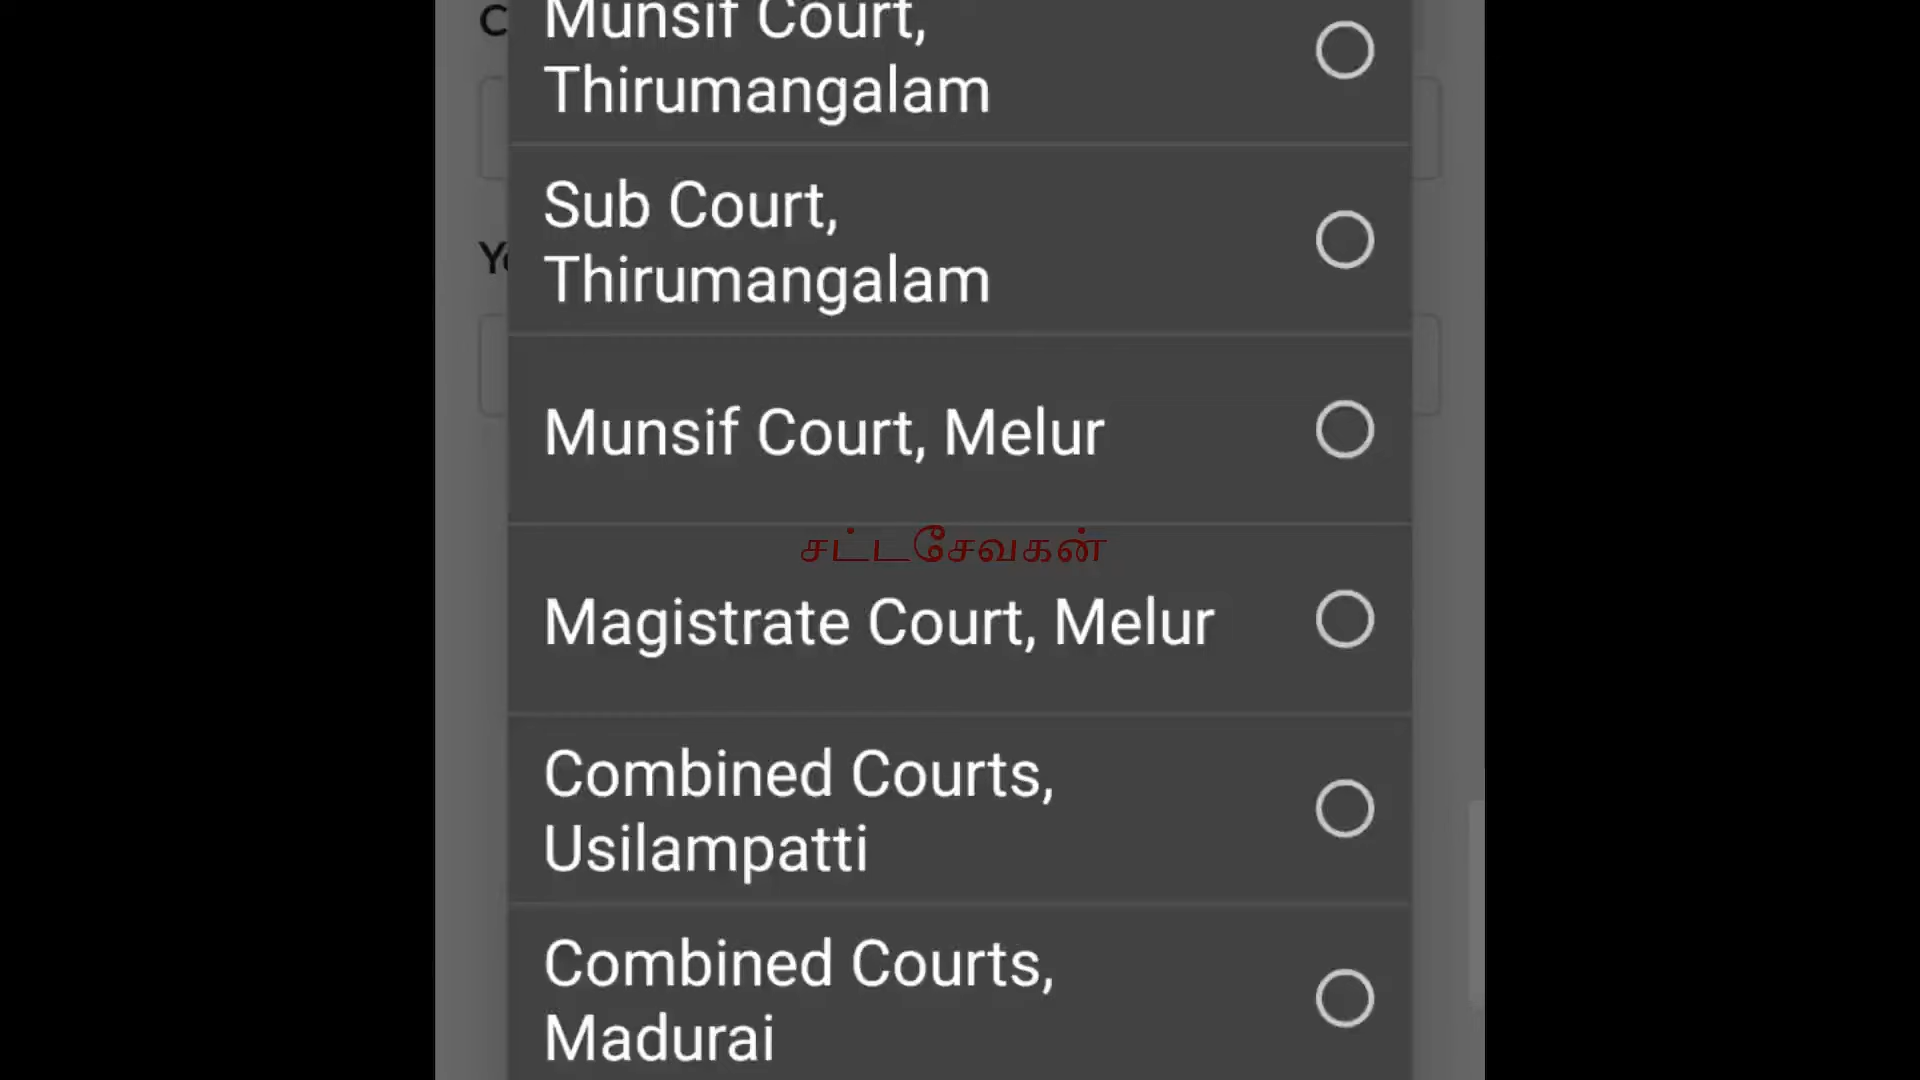 Munsif Court,
Thirumangalam
Sub Court,
Thirumangalam
Munsif Court, Melur
சட்டசேவகன்
Magistrate Court, Melur
Combined Courts,
Usilampatti
Combined Courts,
Madurai